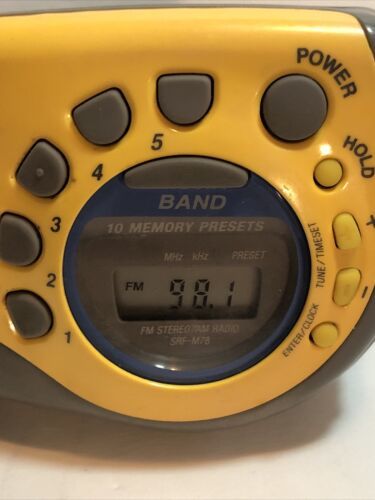 POWER
HOLD
5
4
3
2
1
BAND
10 MEMORY PRESETS
MHz kHz PRESET
FM 98.1
FM STEREO/AM RADIO
SRF-M78
+
TUNE/TIMESET
-
ENTER/CLOCK